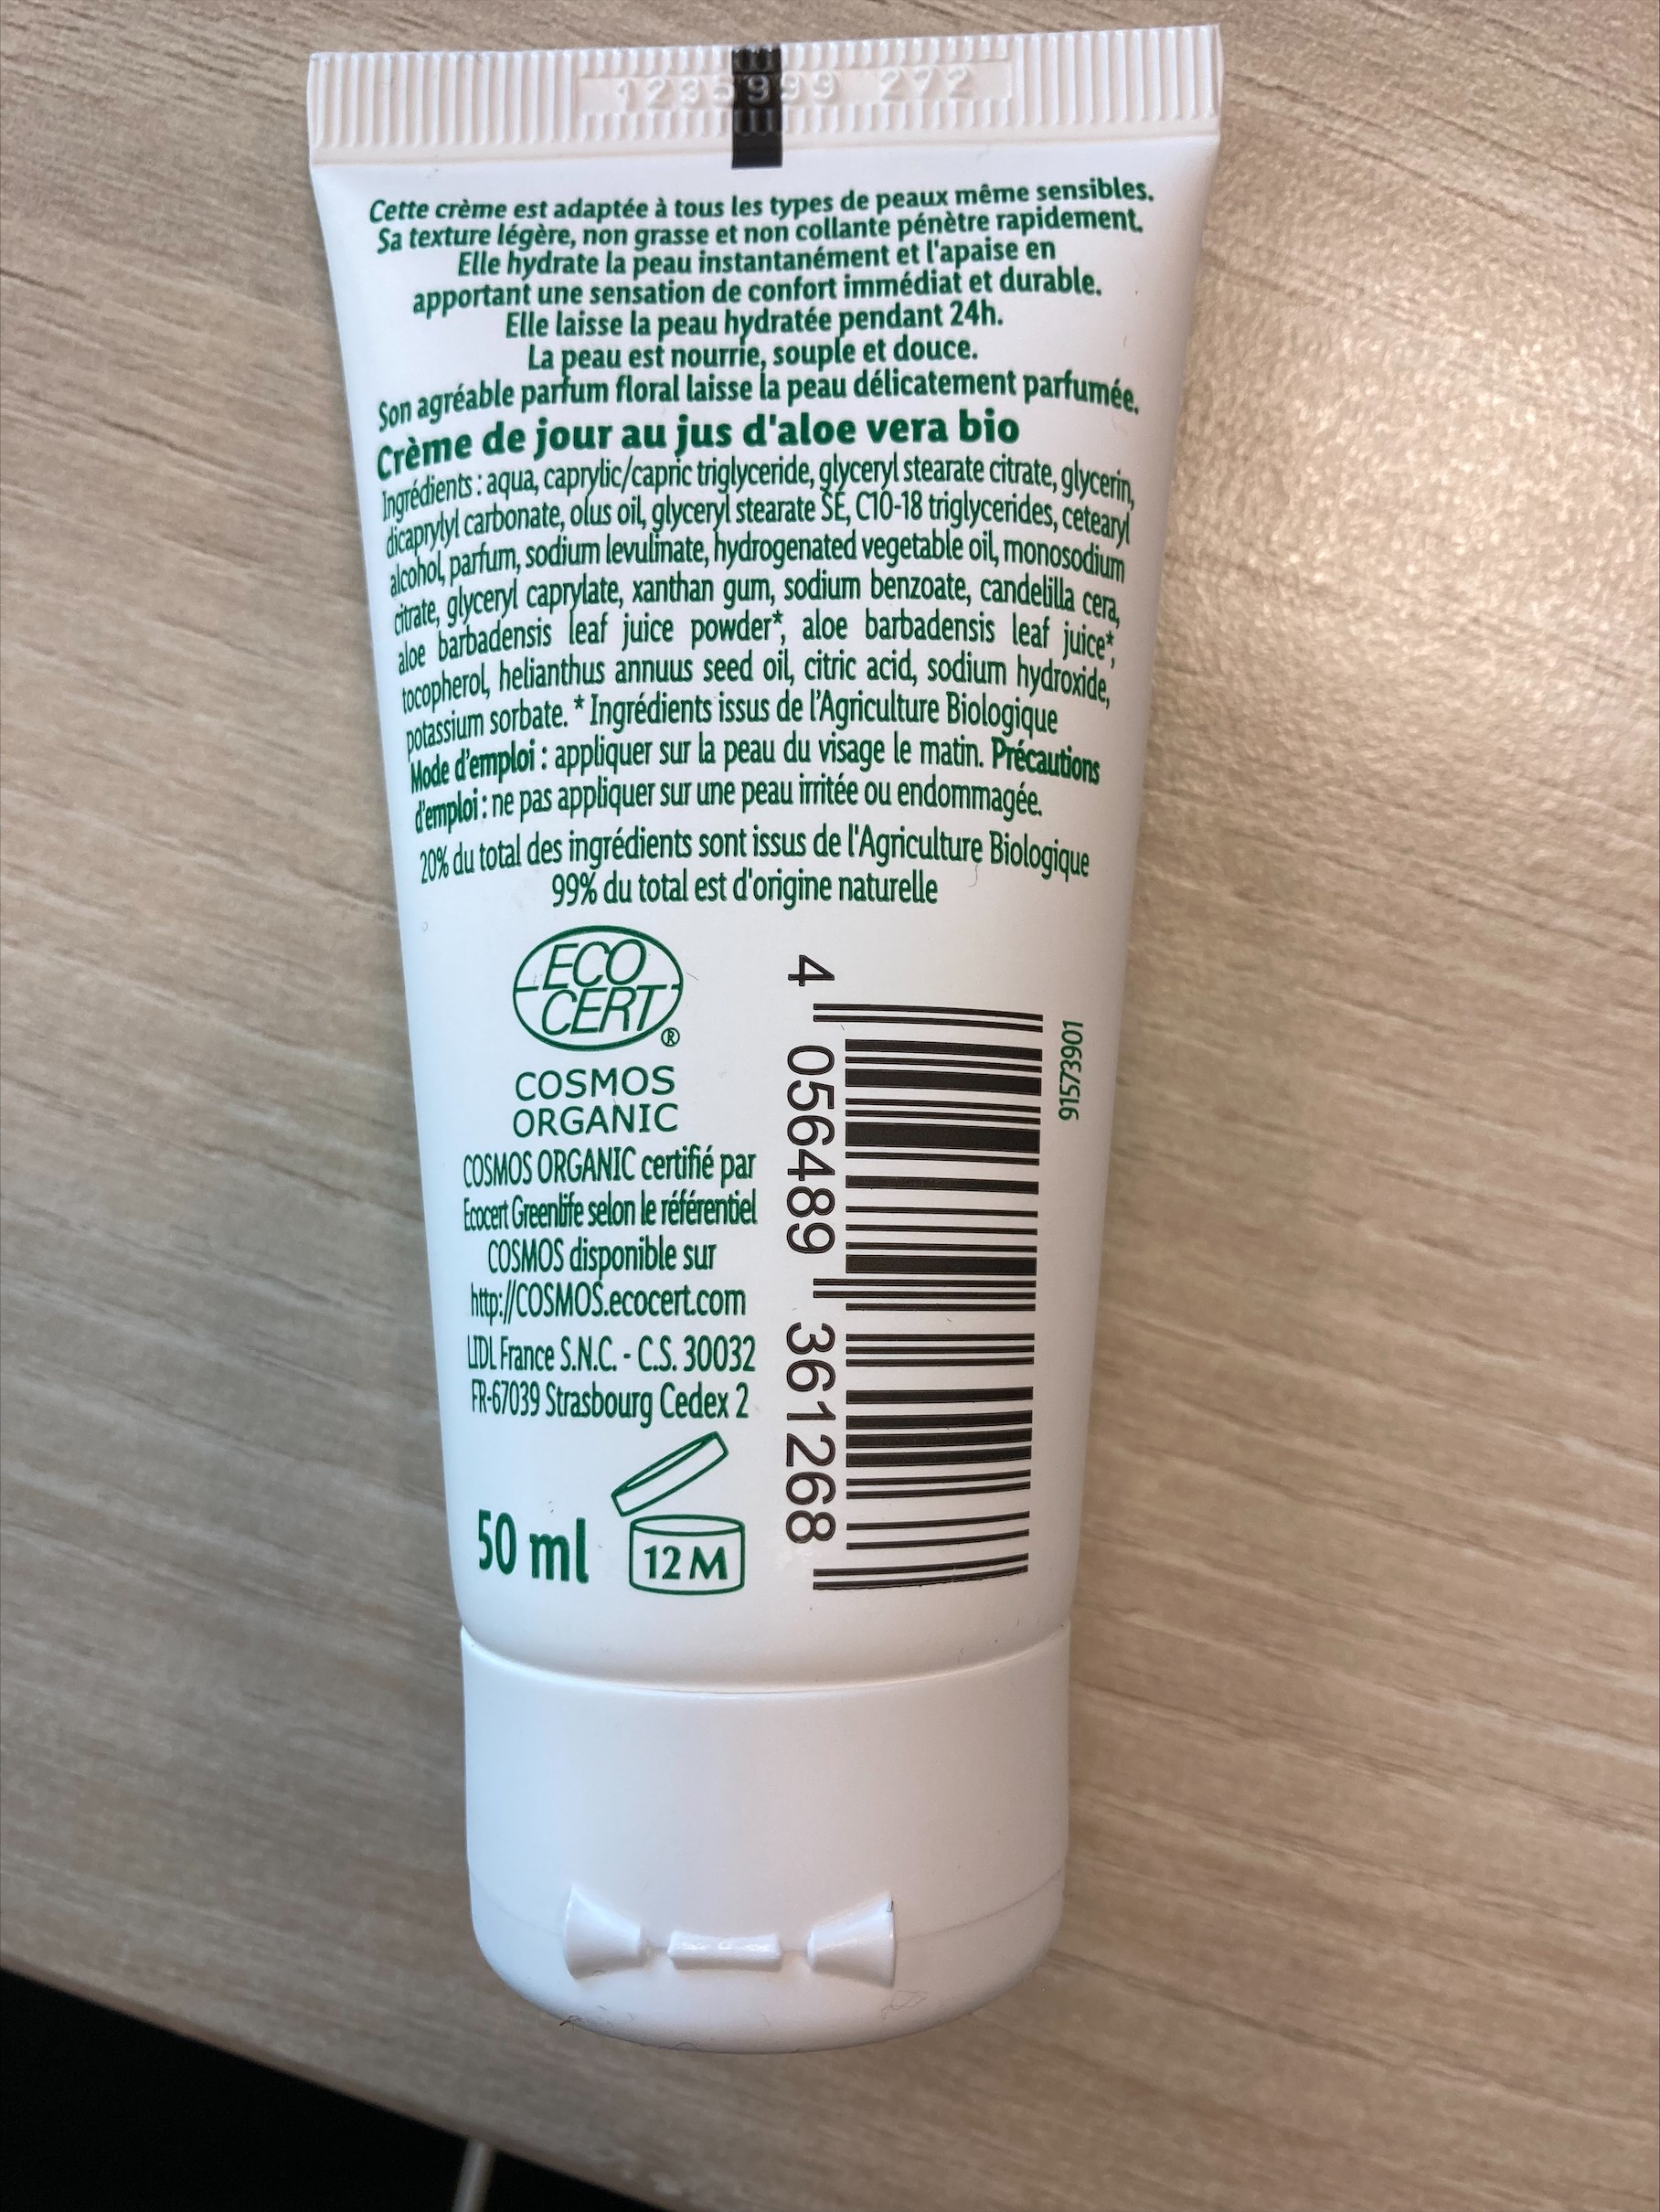 1235999 272
Cette crème est adaptée à tous les types de peaux même sensibles.
Sa texture légère, non grasse et non collante pénètre rapidement.
Elle hydrate la peau instantanément et l'apaise en
apportant une sensation de confort immédiat et durable.
Elle laisse la peau hydratée pendant 24h.
La peau est nourrie, souple et douce.
Son agréable parfum floral laisse la peau délicatement parfumée.
Crème de jour au jus d'aloe vera bio
Ingrédients : aqua, caprylic/capric triglyceride, glyceryl stearate citrate, glycerin,
dicaprylyl carbonate, olus oil, glyceryl stearate SE, C10-18 triglycerides, cetearyl
alcohol, parfum, sodium levulinate, hydrogenated vegetable oil, monosodium
citrate, glyceryl caprylate, xanthan gum, sodium benzoate, candelilla cera,
aloe barbadensis leaf juice powder*, aloe barbadensis leaf juice*,
tocopherol, helianthus annuus seed oil, citric acid, sodium hydroxide,
potassium sorbate. * Ingrédients issus de l’Agriculture Biologique
Mode d’emploi : appliquer sur la peau du visage le matin. Précautions
d’emploi : ne pas appliquer sur une peau irritée ou endommagée.
20% du total des ingrédients sont issus de l'Agriculture Biologique
99% du total est d'origine naturelle
ECO
CERT
®
COSMOS
ORGANIC
COSMOS ORGANIC certifié par
Ecocert Greenlife selon le référentiel
COSMOS disponible sur
http://COSMOS.ecocert.com
LIDL France S.N.C. - C.S. 30032
FR-67039 Strasbourg Cedex 2
50 ml
12 M
4 056489 361268
91573901